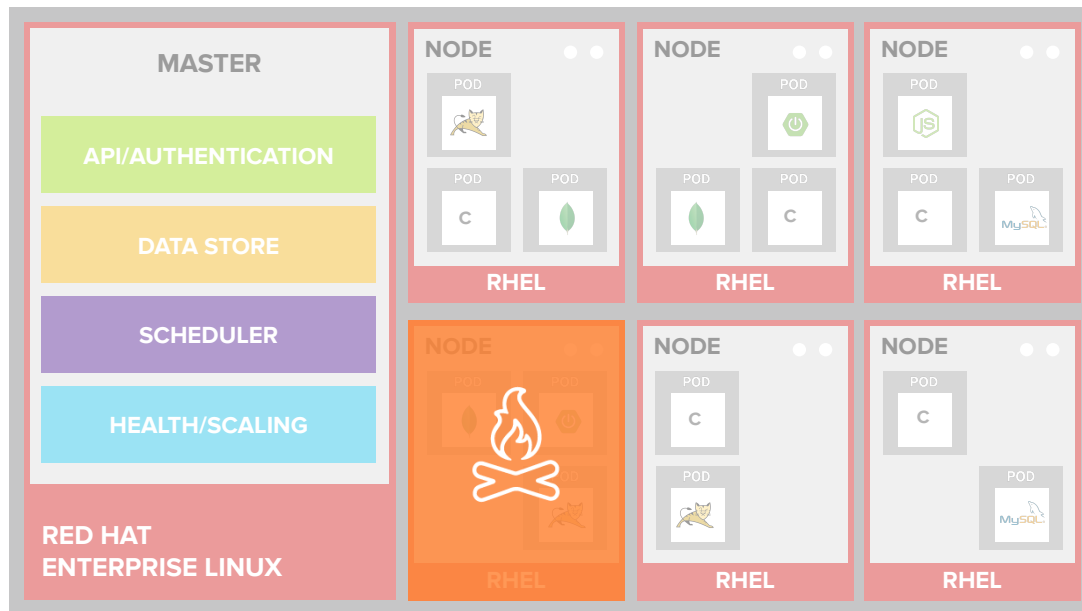 MASTER
API/AUTHENTICATION
DATA STORE
SCHEDULER
HEALTH/SCALING
RED HAT
ENTERPRISE LINUX
NODE
POD
POD
C
POD
RHEL
NODE
POD
POD
POD
C
RHEL
NODE
POD
JS
POD
C
POD
MySQL
RHEL
NODE
POD
POD
POD
RHEL
NODE
POD
C
POD
RHEL
NODE
POD
C
POD
MySQL
RHEL